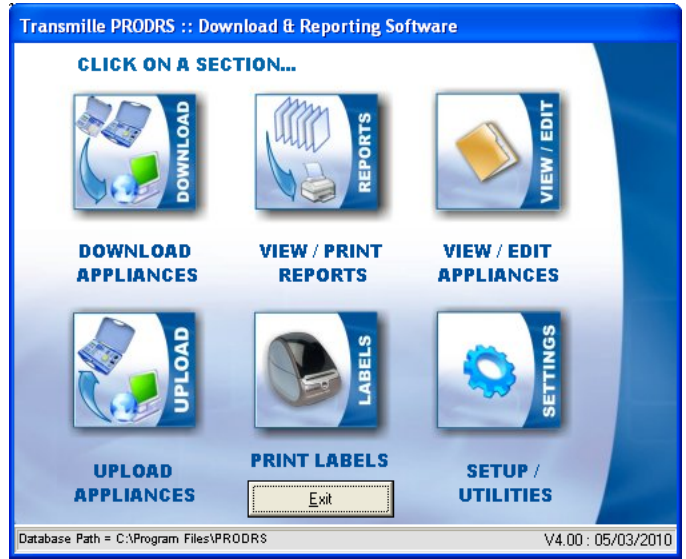 Transmille PRODRS :: Download & Reporting Software
CLICK ON A SECTION...
DOWNLOAD
REPORTS
VIEW / EDIT
DOWNLOAD
APPLIANCES
VIEW / PRINT
REPORTS
VIEW / EDIT
APPLIANCES
UPLOAD
LABELS
SETTINGS
UPLOAD
APPLIANCES
PRINT LABELS
SETUP /
UTILITIES
Exit
Database Path = C:\Program Files\PRODRS
V4.00 : 05/03/2010